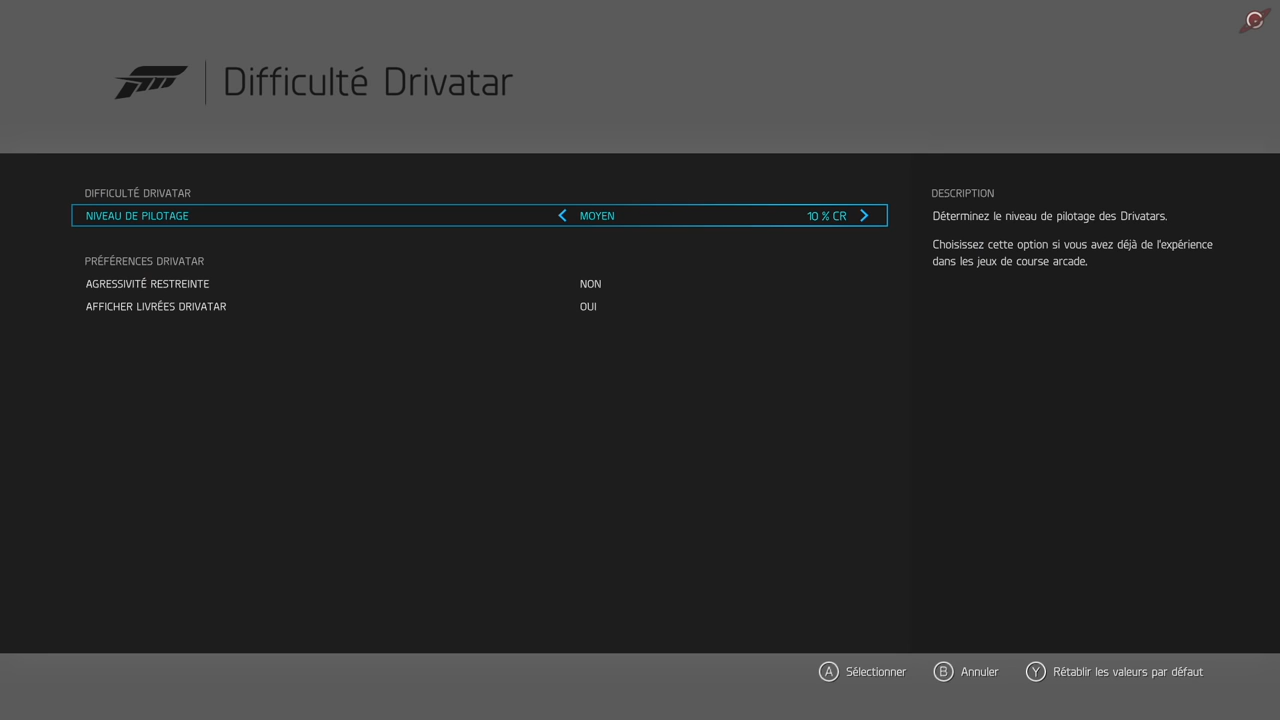 Difficulté Drivatar
DIFFICULTÉ DRIVATAR
NIVEAU DE PILOTAGE MOYEN 10 % CR
PRÉFÉRENCES DRIVATAR
AGRESSIVITÉ RESTREINTE NON
AFFICHER LIVRÉES DRIVATAR OUI
DESCRIPTION
Déterminez le niveau de pilotage des Drivatars.
Choisissez cette option si vous avez déjà de l'expérience
dans les jeux de course arcade.
A Sélectionner B Annuler Y Rétablir les valeurs par défaut